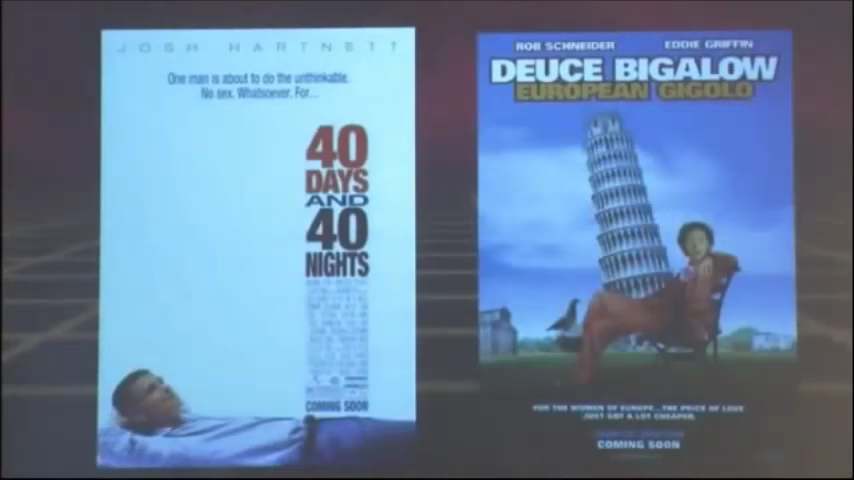 JOSH HARTNETT
One man is about to do the unthinkable.
No sex. Whatsoever. For...
40
DAYS
AND
40
NIGHTS
COMING SOON
ROB SCHNEIDER EDDIE GRIFFIN
DEUCE BIGALOW
EUROPEAN GIGOLO
FOR THE WOMEN OF EUROPE...THE PRICE OF LOVE
JUST GOT A LOT CHEAPER.
COMING SOON